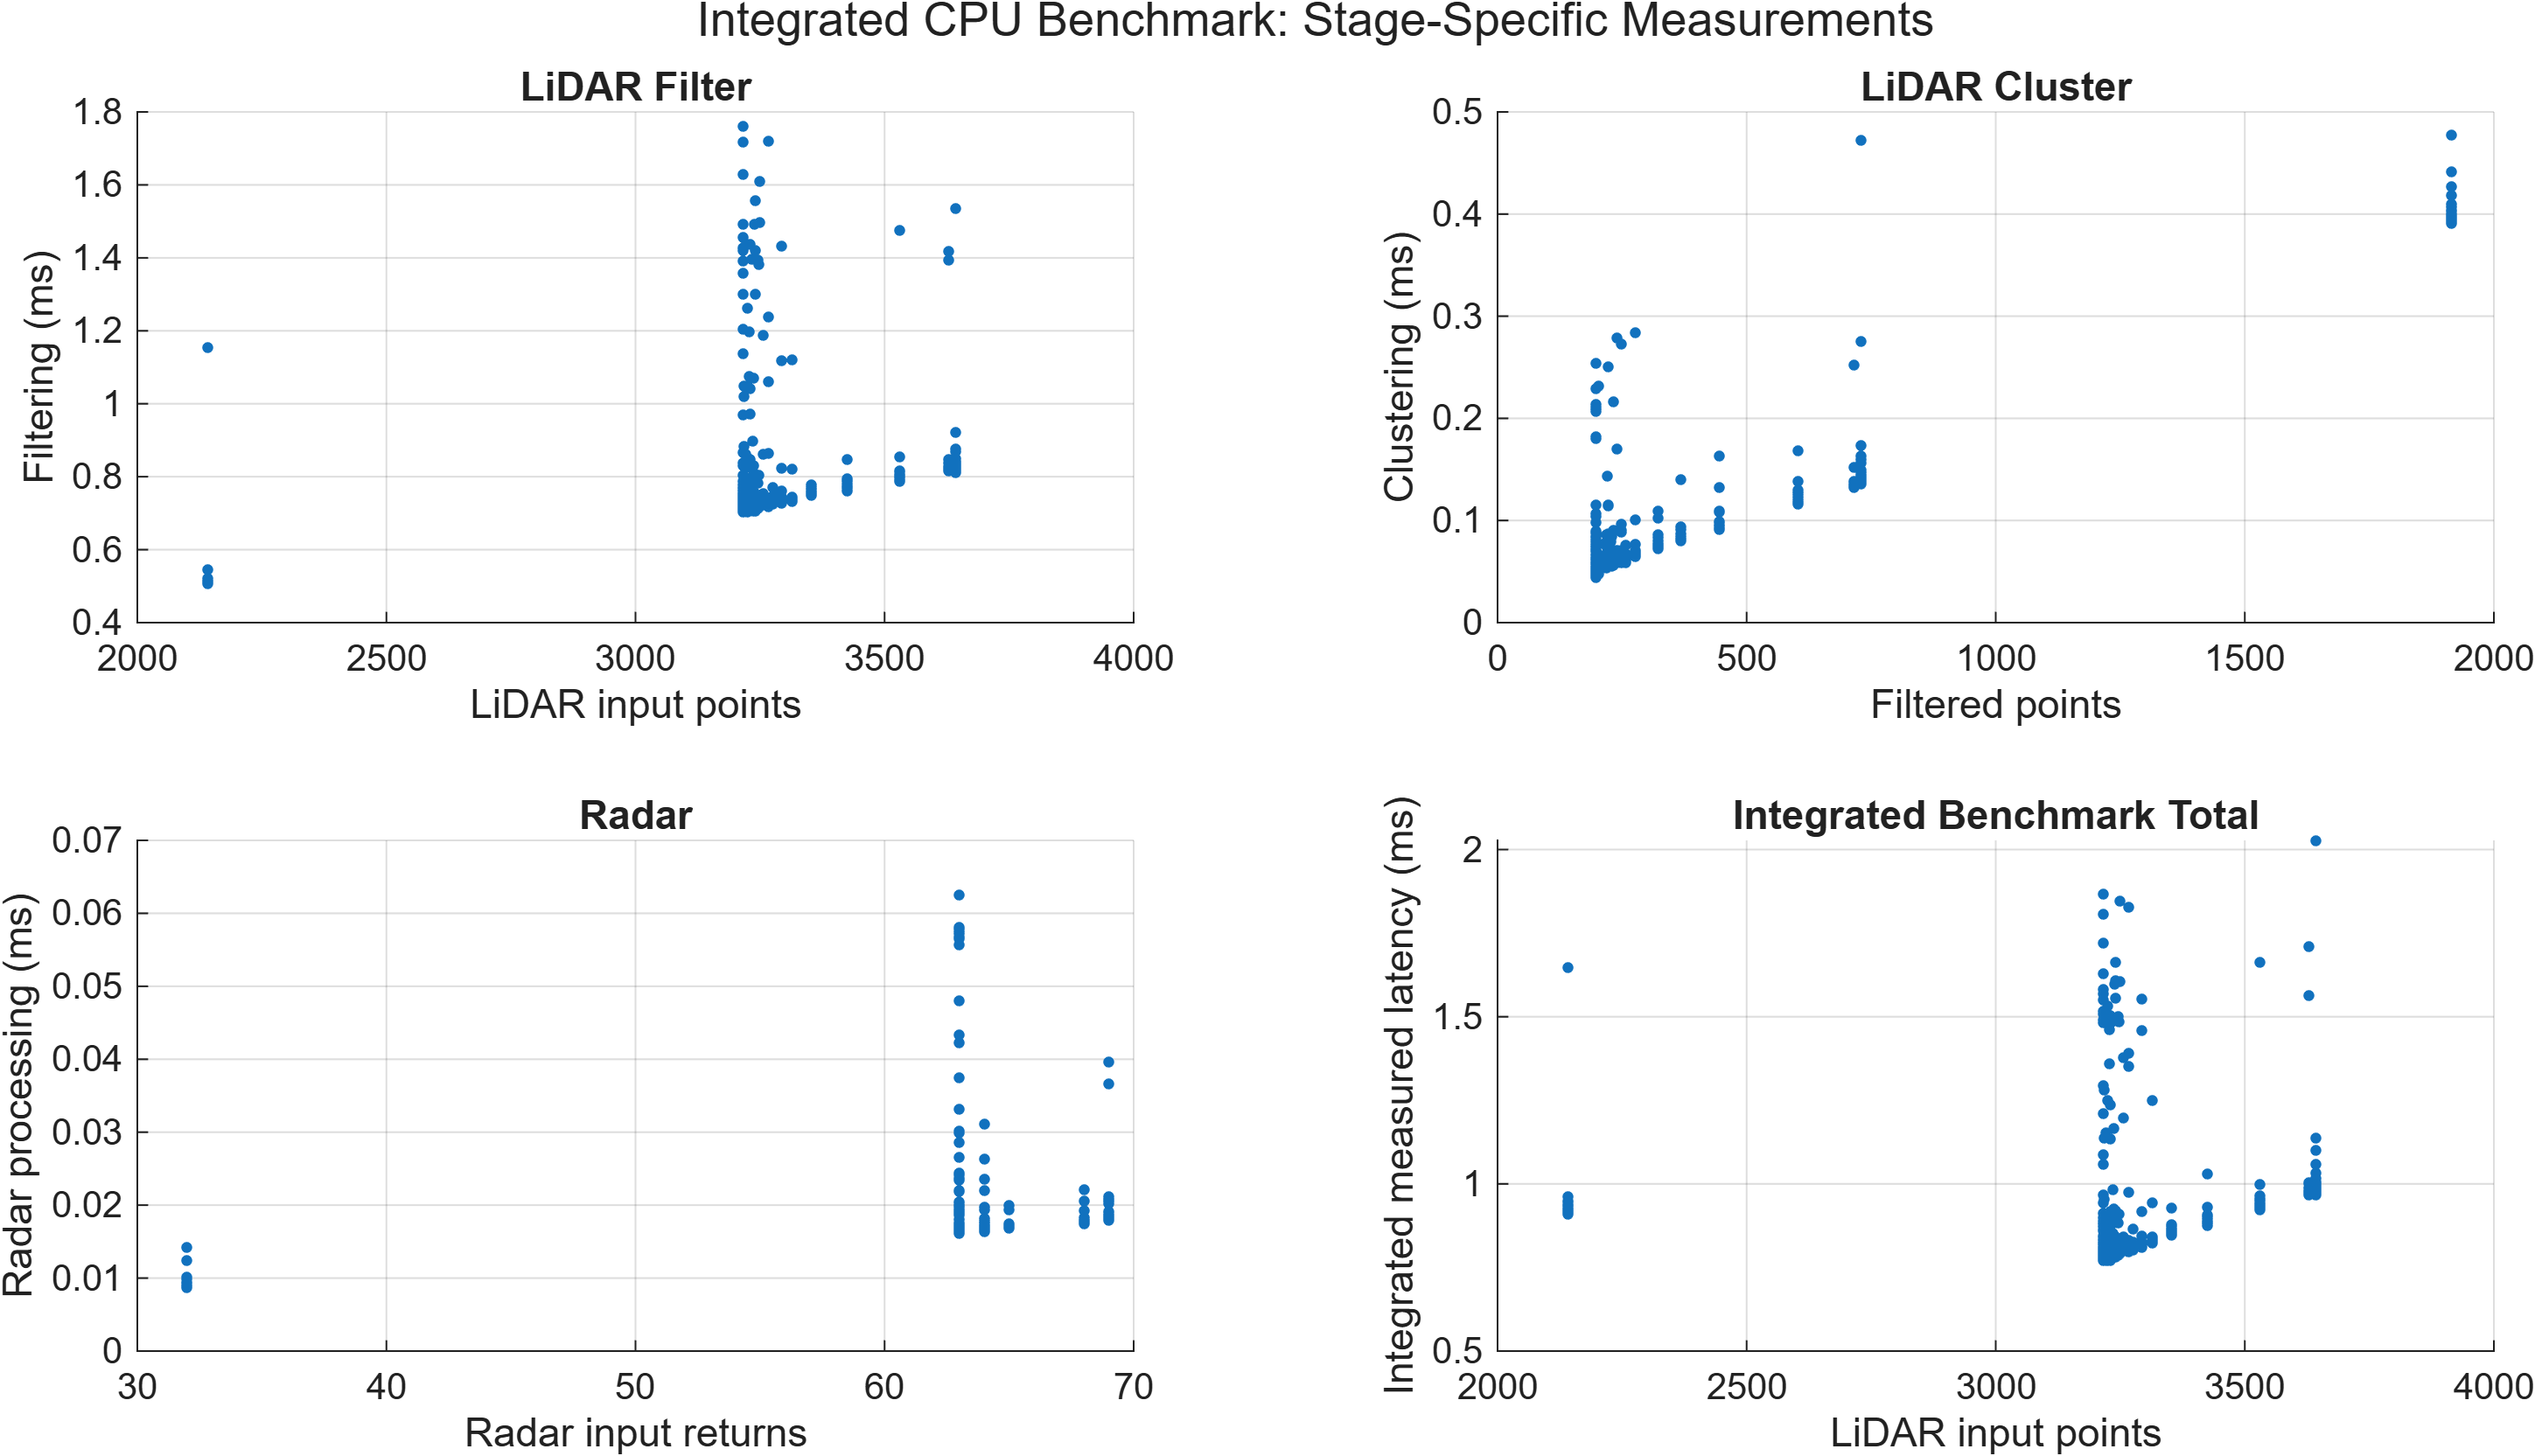 Integrated CPU Benchmark: Stage-Specific Measurements
LiDAR Filter
1.8
1.6
1.4
1.2
1
0.8
0.6
0.4
Filtering (ms)
2000 2500 3000 3500 4000
LiDAR input points
LiDAR Cluster
0.5
0.4
0.3
0.2
0.1
0
Clustering (ms)
0 500 1000 1500 2000
Filtered points
Radar
0.07
0.06
0.05
0.04
0.03
0.02
0.01
0
Radar processing (ms)
30 40 50 60 70
Radar input returns
Integrated Benchmark Total
2
1.5
1
0.5
Integrated measured latency (ms)
2000 2500 3000 3500 4000
LiDAR input points